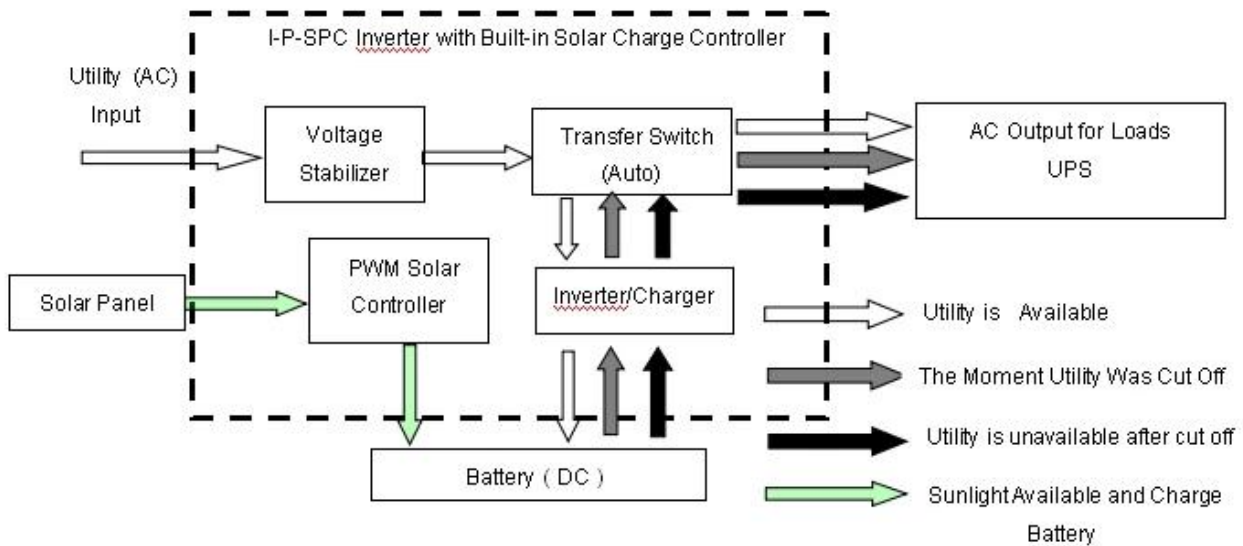 I-P-SPC Inverter with Built-in Solar Charge Controller
Utility (AC)
Input
Voltage
Stabilizer
Transfer Switch
(Auto)
AC Output for Loads
UPS
Solar Panel
PWM Solar
Controller
Inverter/Charger
Battery ( DC )
Utility is Available
The Moment Utility Was Cut Off
Utility is unavailable after cut off
Sunlight Available and Charge
Battery